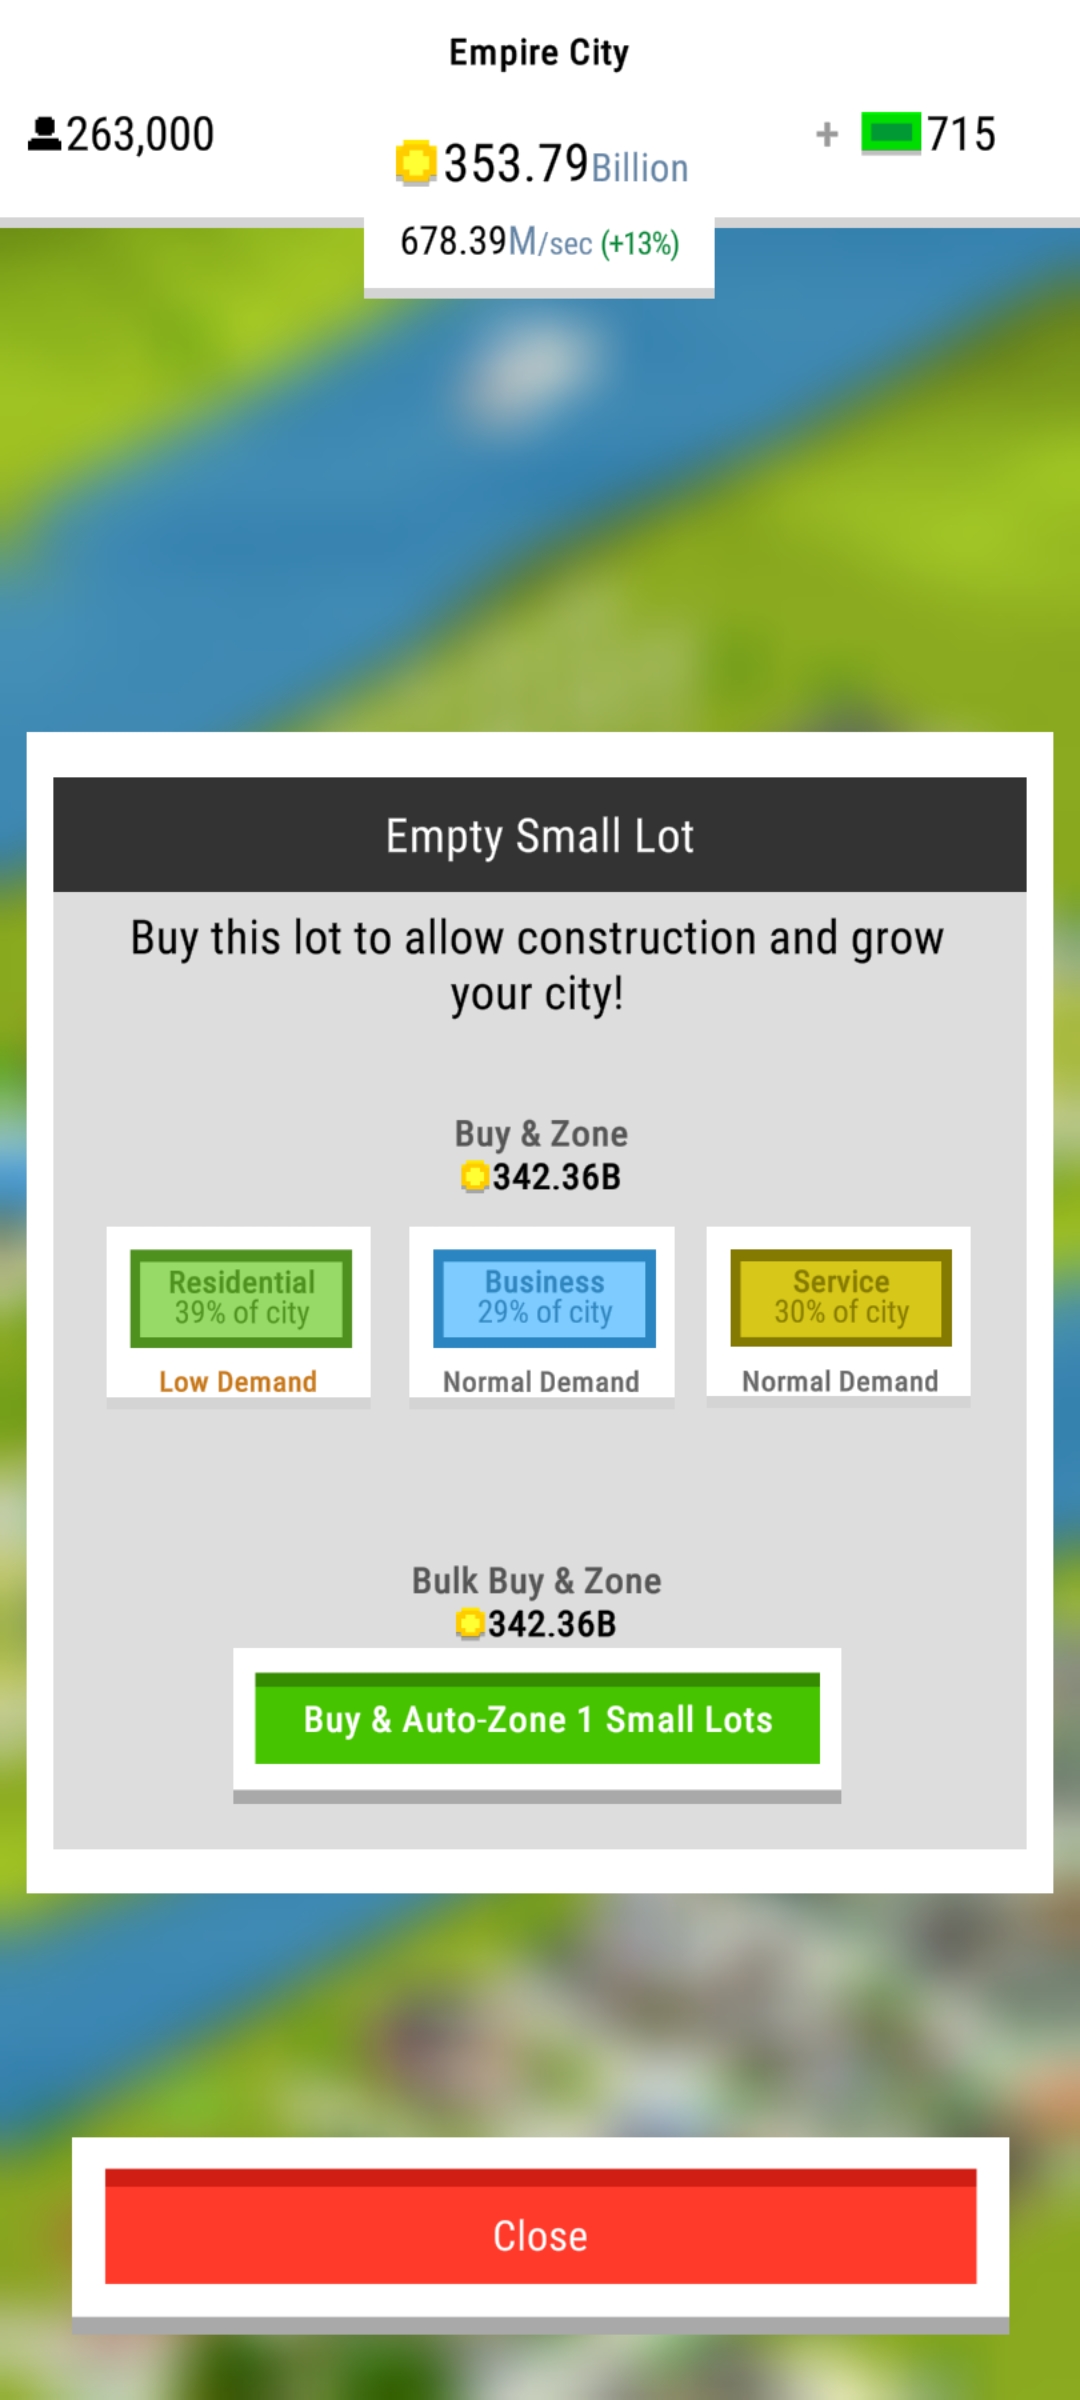 Empire City
263,000
353.79Billion
+ 715
678.39M/sec (+13%)
Empty Small Lot
Buy this lot to allow construction and grow
your city!
Buy & Zone
342.36B
Residential
39% of city
Low Demand
Business
29% of city
Normal Demand
Service
30% of city
Normal Demand
Bulk Buy & Zone
342.36B
Buy & Auto-Zone 1 Small Lots
Close